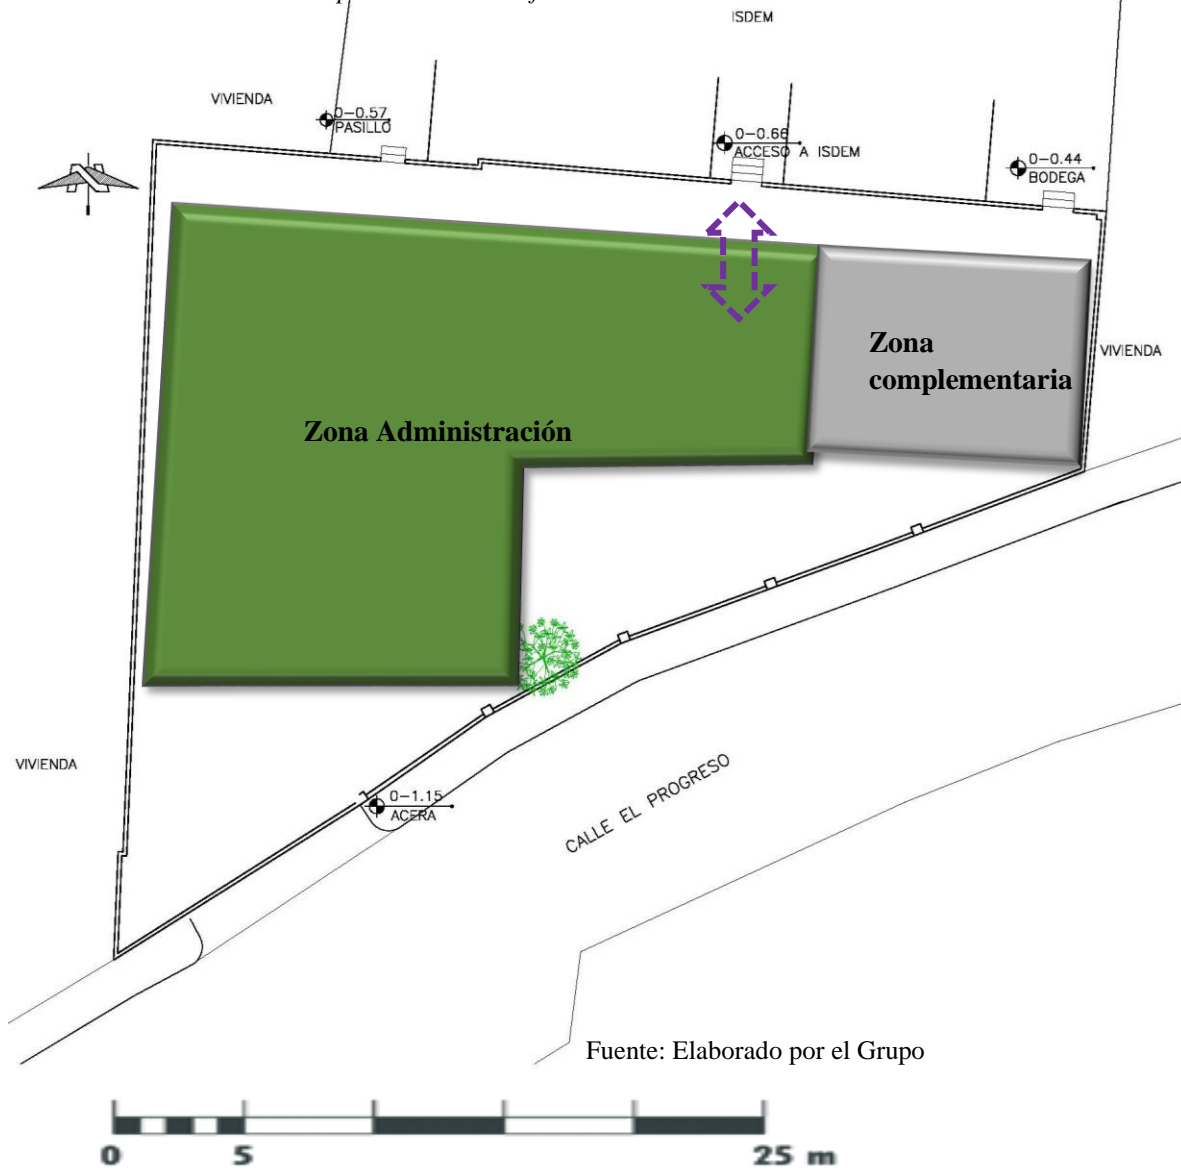 ISDEM
VIVIENDA
0-0.57
PASILLO
0-0.66
ACCESO A ISDEM
0-0.44
BODEGA
Zona
complementaria
VIVIENDA
Zona Administración
VIVIENDA
0-1.15
ACERA
CALLE EL PROGRESO
Fuente: Elaborado por el Grupo
0 5 25 m